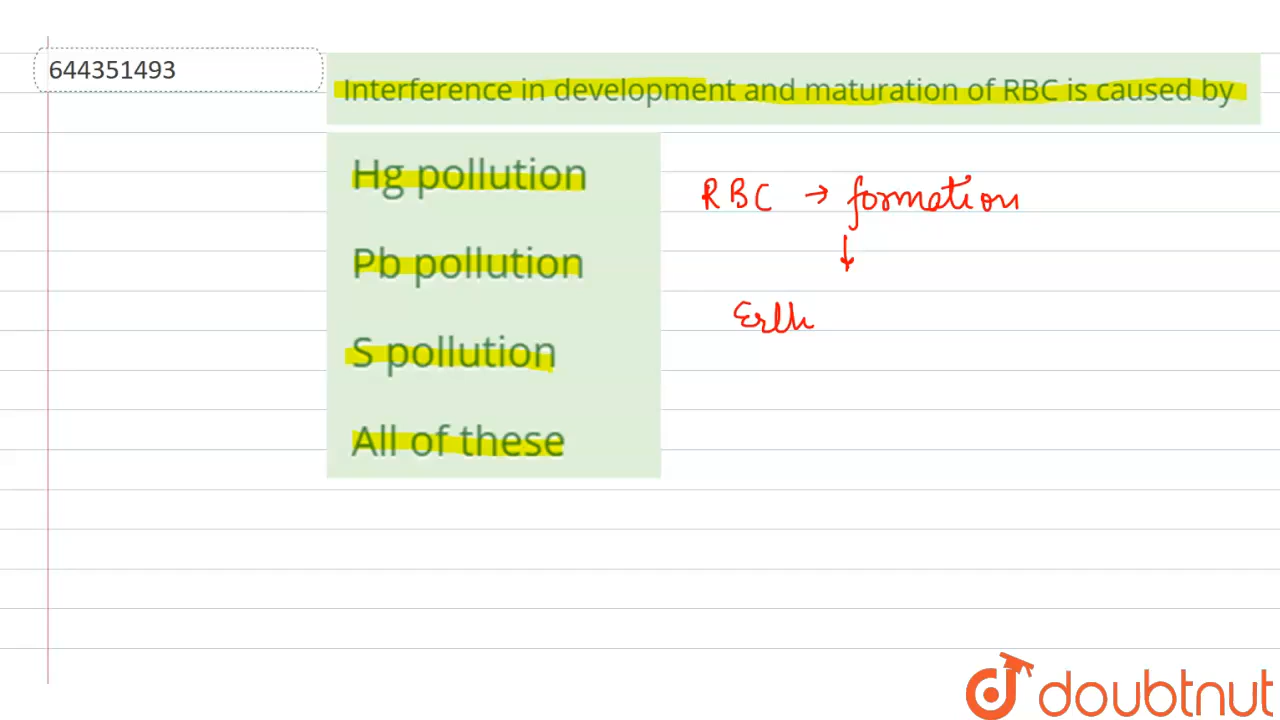 644351493
Interference in development and maturation of RBC is caused by
Hg pollution
Pb pollution
S pollution
All of these
RBC → formation
↓
Erth
doubtnut